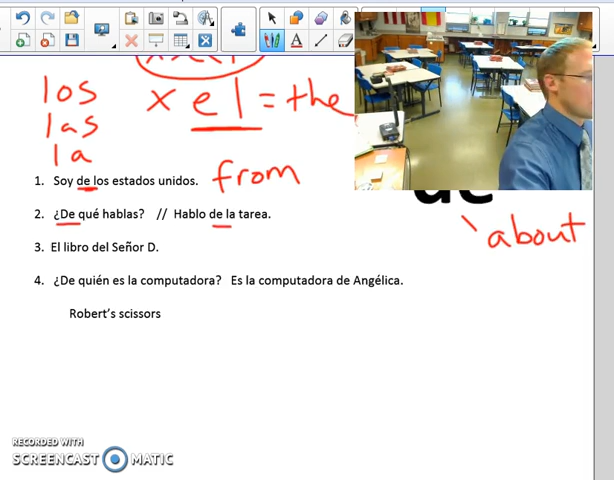 los
las
la
x el = the
1. Soy de los estados unidos. from
2. ¿De qué hablas? // Hablo de la tarea.
about
3. El libro del Señor D.
4. ¿De quién es la computadora? Es la computadora de Angélica.
Robert's scissors
RECORDED WITH
SCREENCAST MATIC